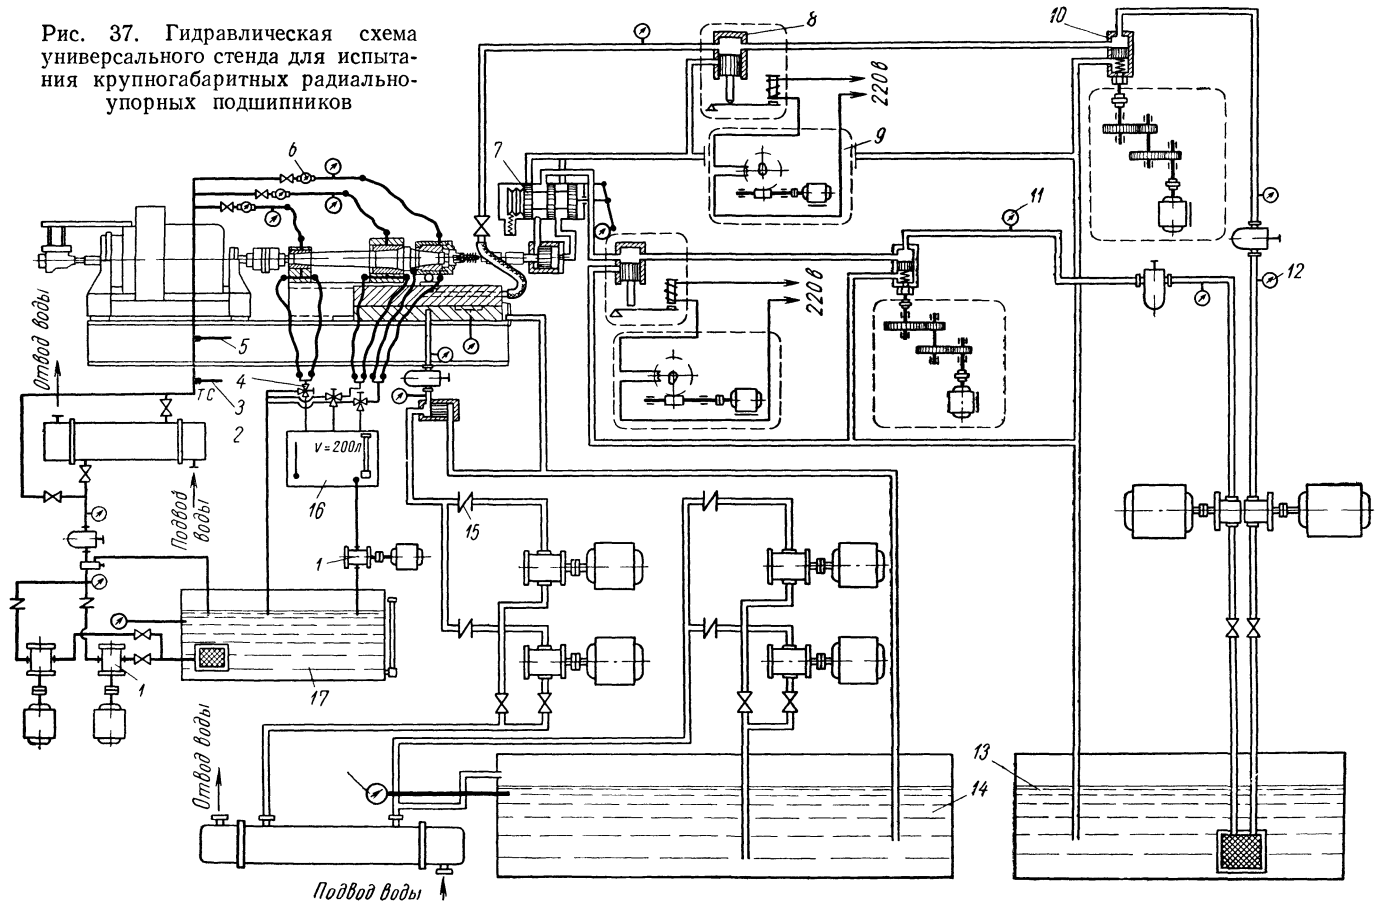 Рис. 37. Гидравлическая схема
универсального стенда для испыта-
ния крупногабаритных радиально-
упорных подшипников
8
10
220в
9
6
7
11
12
220в
Отвод воды
5
4
ТС
3
2
V=200л
16
15
Подвод
воды
1
17
1
Отвод воды
13
14
Подвод воды